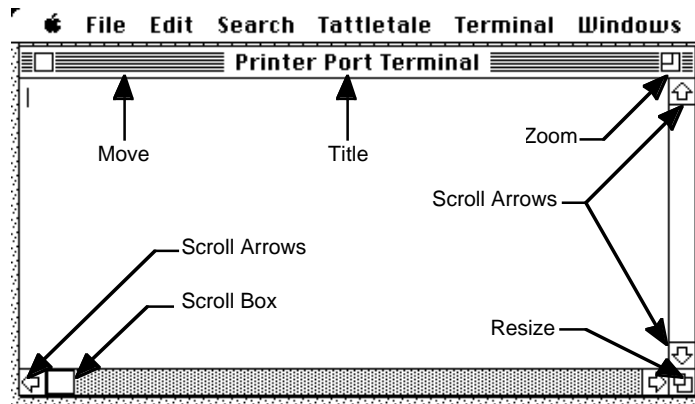 File Edit Search Tattletale Terminal Windows
Printer Port Terminal
Move
Title
Zoom
Scroll Arrows
Scroll Arrows
Scroll Box
Resize